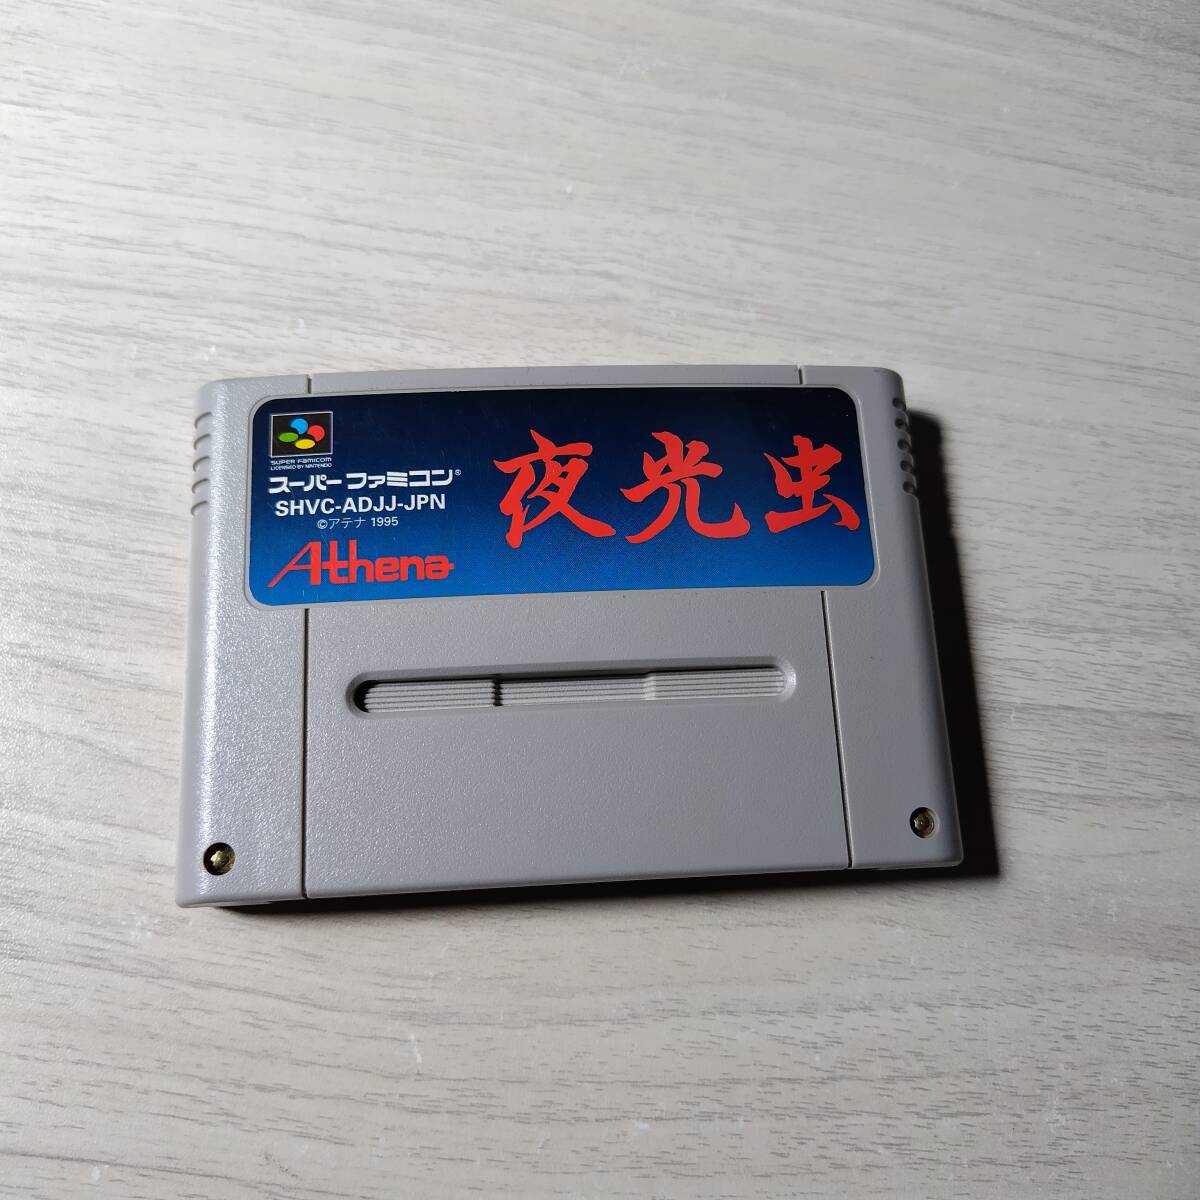 SUPER FAMICOM
LICENSED BY NINTENDO
スーパーファミコン®
SHVC-ADJJ-JPN
©アテナ 1995
Athena
夜光虫